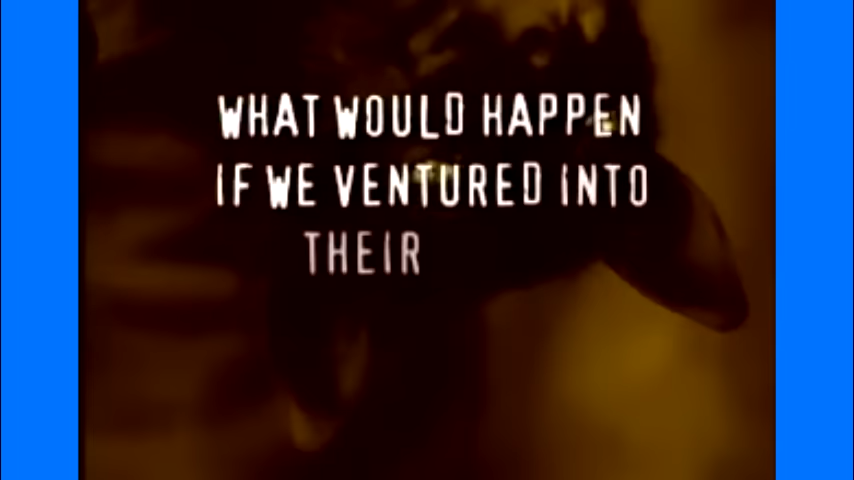 WHAT WOULD HAPPEN
IF WE VENTURED INTO
THEIR